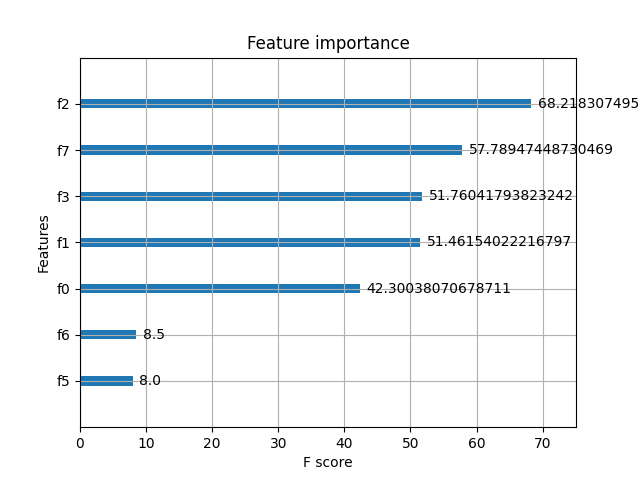 Feature importance
Features
f2 68.218307495
f7 57.78947448730469
f3 51.76041793823242
f1 51.46154022216797
f0 42.30038070678711
f6 8.5
f5 8.0
0 10 20 30 40 50 60 70
F score